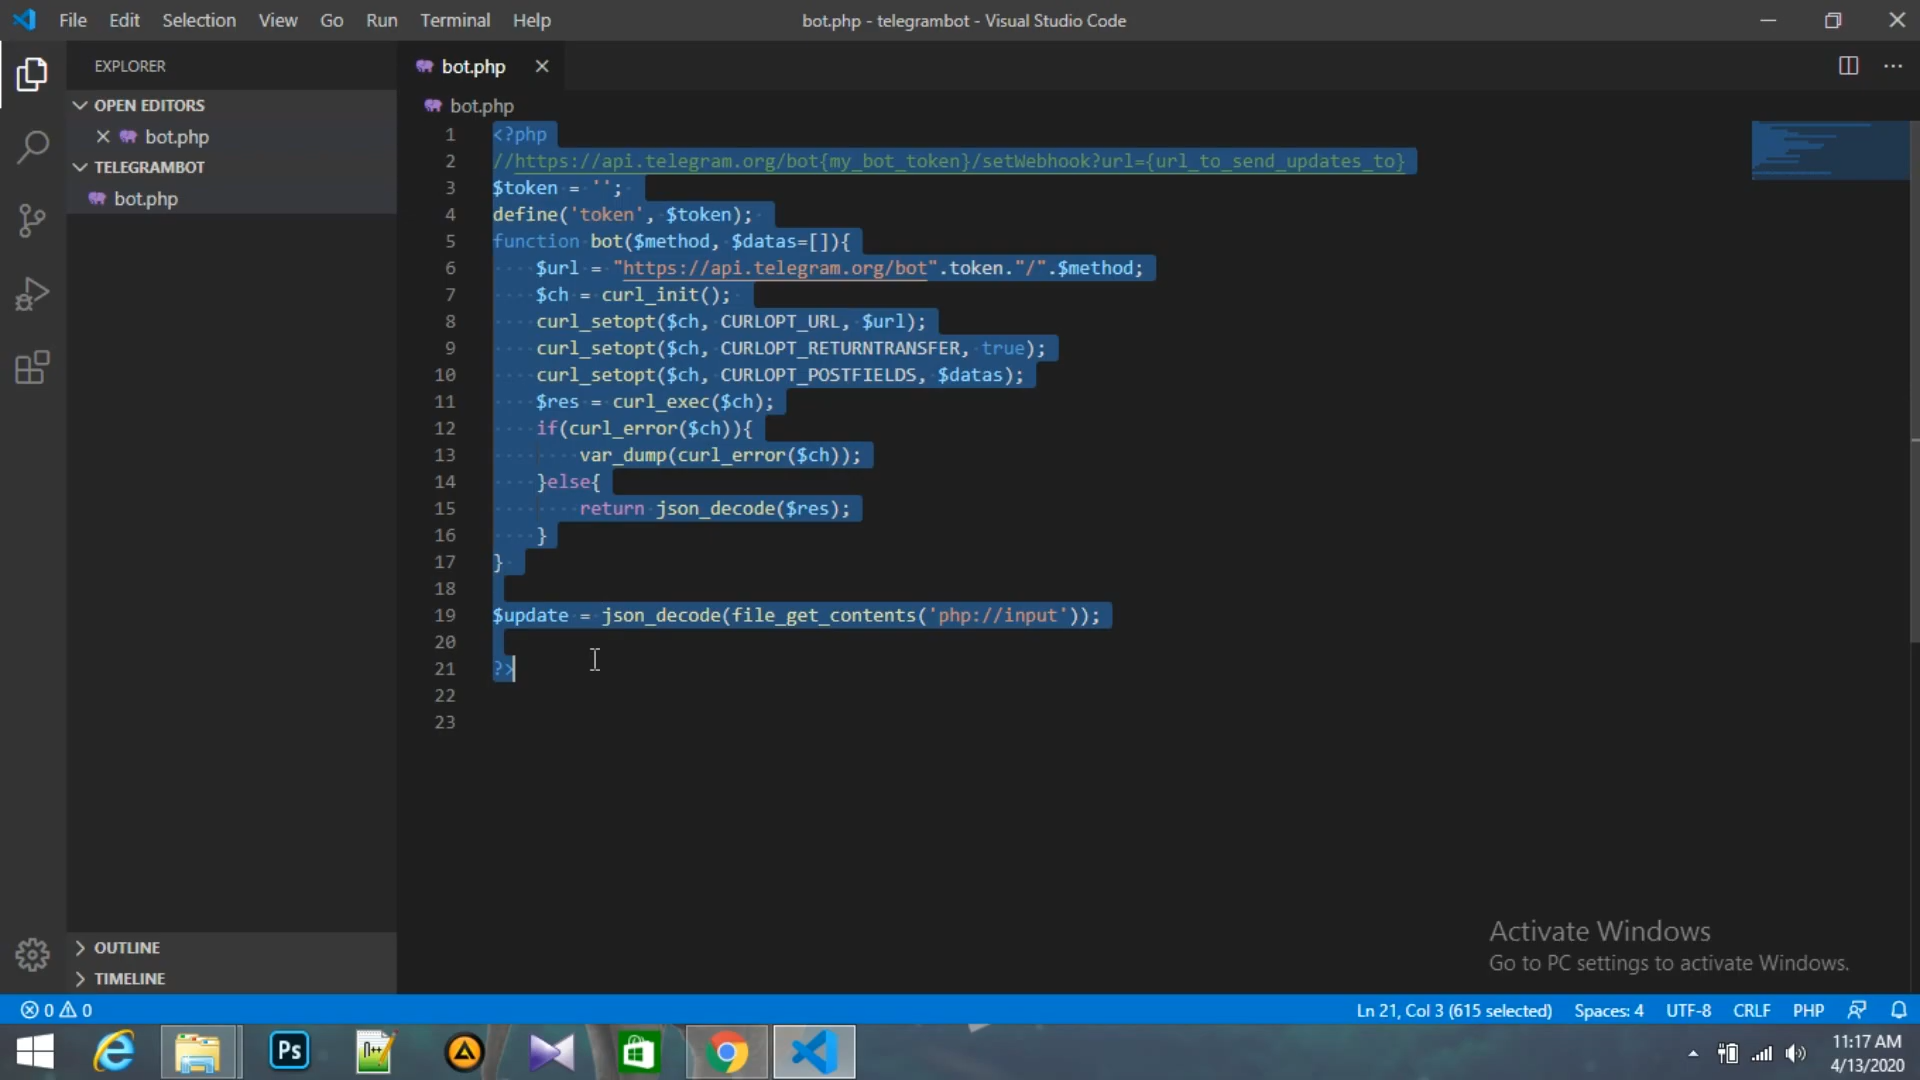 File Edit Selection View Go Run Terminal Help
bot.php - telegrambot - Visual Studio Code
EXPLORER
OPEN EDITORS
bot.php
TELEGRAMBOT
bot.php
OUTLINE
TIMELINE
bot.php
bot.php
1 <?php
2 //https://api.telegram.org/bot{my_bot_token}/setWebhook?url={url_to_send_updates_to}
3 $token = '';
4 define('token', $token);
5 function bot($method, $datas=[]){
6 $url = "https://api.telegram.org/bot".token."/".$method;
7 $ch = curl_init();
8 curl_setopt($ch, CURLOPT_URL, $url);
9 curl_setopt($ch, CURLOPT_RETURNTRANSFER, true);
10 curl_setopt($ch, CURLOPT_POSTFIELDS, $datas);
11 $res = curl_exec($ch);
12 if(curl_error($ch)){
13 var_dump(curl_error($ch));
14 }else{
15 return json_decode($res);
16 }
17 }
18
19 $update = json_decode(file_get_contents('php://input'));
20
21 ?>
22
23
Activate Windows
Go to PC settings to activate Windows.
0 0
Ln 21, Col 3 (615 selected) Spaces: 4 UTF-8 CRLF PHP
Ps
11:17 AM
4/13/2020